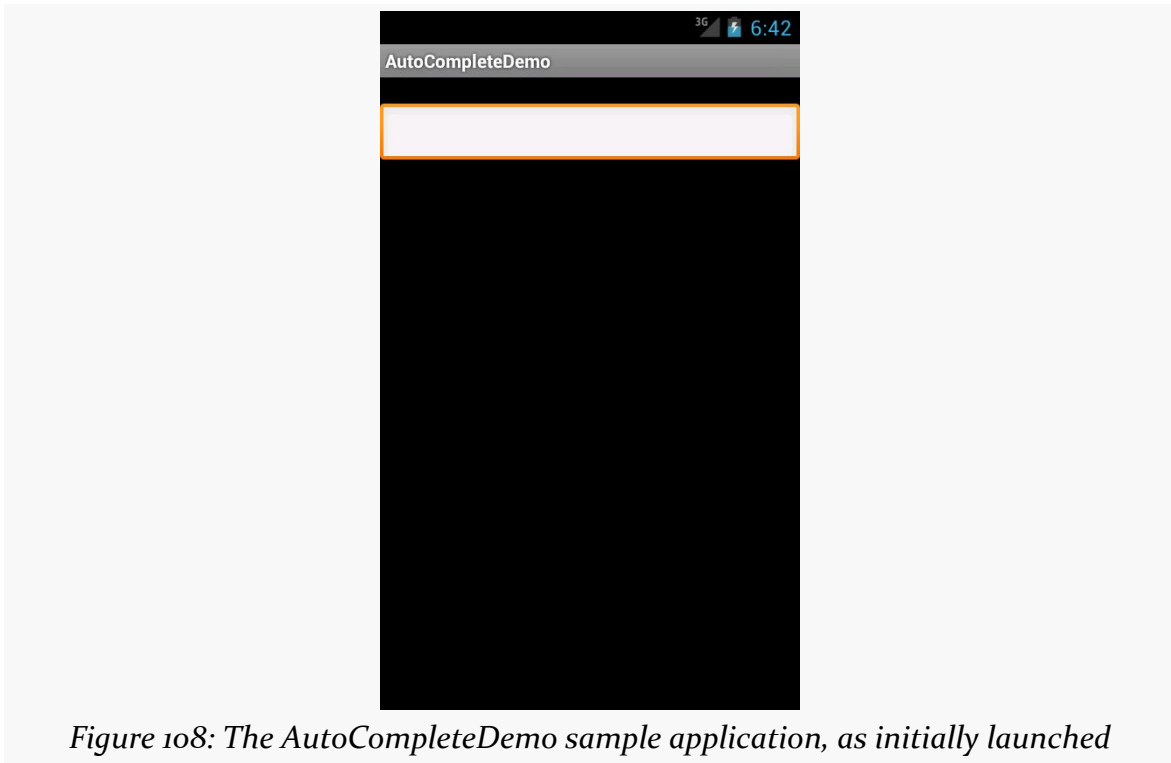 3G 6:42
AutoCompleteDemo
Figure 108: The AutoCompleteDemo sample application, as initially launched